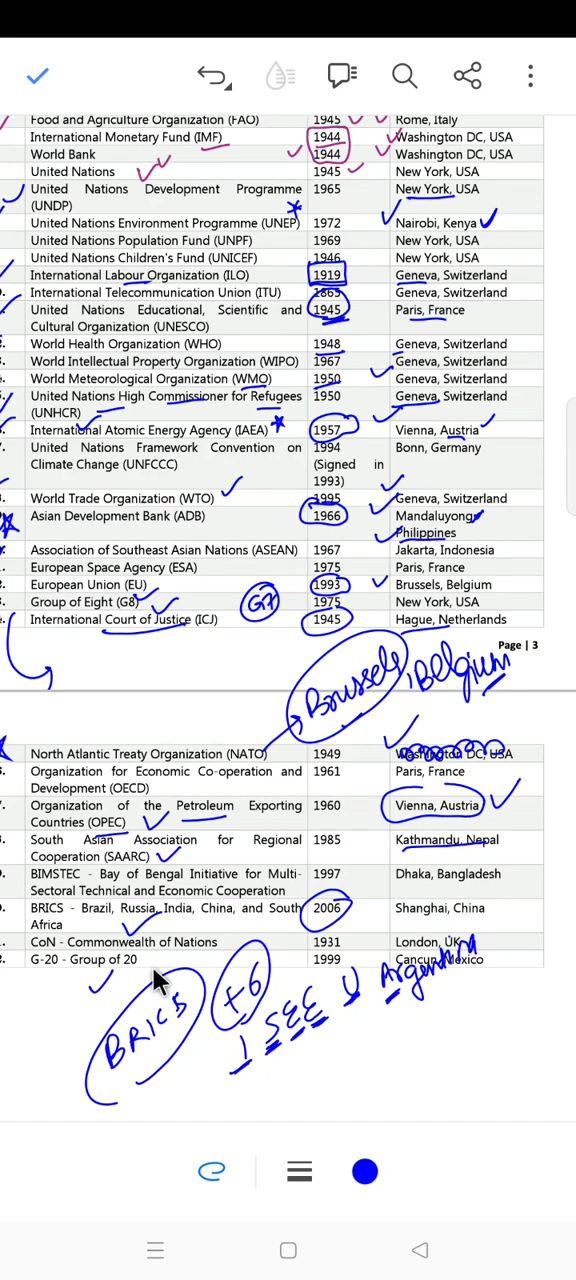 Food and Agriculture Organization (FAO) 1945 Rome, Italy
International Monetary Fund (IMF) 1944 Washington DC, USA
World Bank 1944 Washington DC, USA
United Nations 1945 New York, USA
United Nations Development Programme 1965 New York, USA
(UNDP)
United Nations Environment Programme (UNEP) 1972 Nairobi, Kenya
United Nations Population Fund (UNPF) 1969 New York, USA
United Nations Children's Fund (UNICEF) 1946 New York, USA
International Labour Organization (ILO) 1919 Geneva, Switzerland
International Telecommunication Union (ITU) 1865 Geneva, Switzerland
United Nations Educational, Scientific and 1945 Paris, France
Cultural Organization (UNESCO)
World Health Organization (WHO) 1948 Geneva, Switzerland
World Intellectual Property Organization (WIPO) 1967 Geneva, Switzerland
World Meteorological Organization (WMO) 1950 Geneva, Switzerland
United Nations High Commissioner for Refugees 1950 Geneva, Switzerland
(UNHCR)
International Atomic Energy Agency (IAEA) 1957 Vienna, Austria
United Nations Framework Convention on 1994 Bonn, Germany
Climate Change (UNFCCC) (Signed in
1993)
World Trade Organization (WTO) 1995 Geneva, Switzerland
Asian Development Bank (ADB) 1966 Mandaluyong
Philippines
Association of Southeast Asian Nations (ASEAN) 1967 Jakarta, Indonesia
European Space Agency (ESA) 1975 Paris, France
European Union (EU) 1993 Brussels, Belgium
Group of Eight (G8) G7 1975 New York, USA
International Court of Justice (ICJ) 1945 Hague, Netherlands
Page | 3
Brussels, Belgium
North Atlantic Treaty Organization (NATO) 1949 Washington DC, USA
Organization for Economic Co-operation and 1961 Paris, France
Development (OECD)
Organization of the Petroleum Exporting 1960 Vienna, Austria
Countries (OPEC)
South Asian Association for Regional 1985 Kathmandu, Nepal
Cooperation (SAARC)
BIMSTEC - Bay of Bengal Initiative for Multi- 1997 Dhaka, Bangladesh
Sectoral Technical and Economic Cooperation
BRICS - Brazil, Russia, India, China, and South 2006 Shanghai, China
Africa
CoN - Commonwealth of Nations 1931 London, UK
G-20 - Group of 20 1999 Cancun, Mexico
BRICS +6 I SEE U Argentina